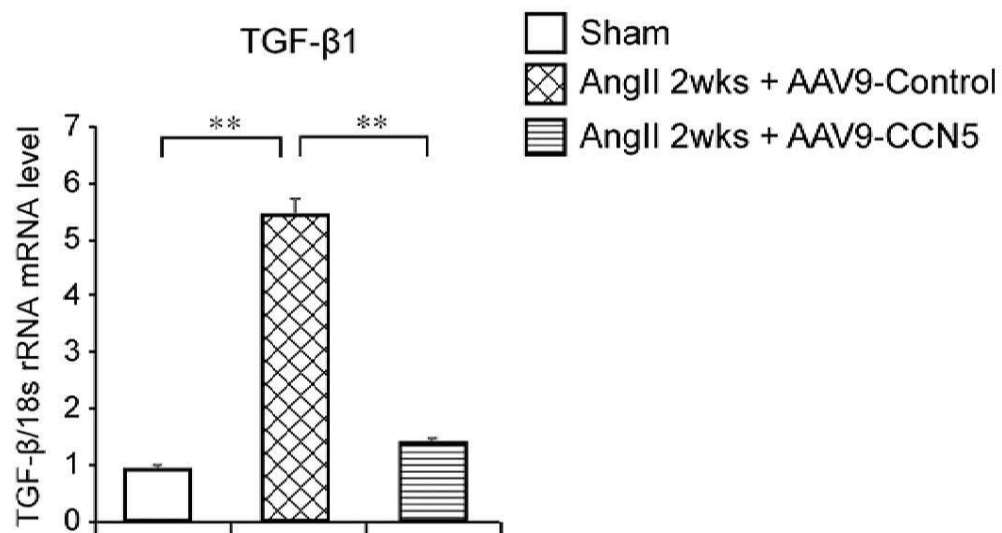 TGF-β1
Sham
AngII 2wks + AAV9-Control
AngII 2wks + AAV9-CCN5
TGF-β/18s rRNA mRNA level
7
6
5
4
3
2
1
0
**
**